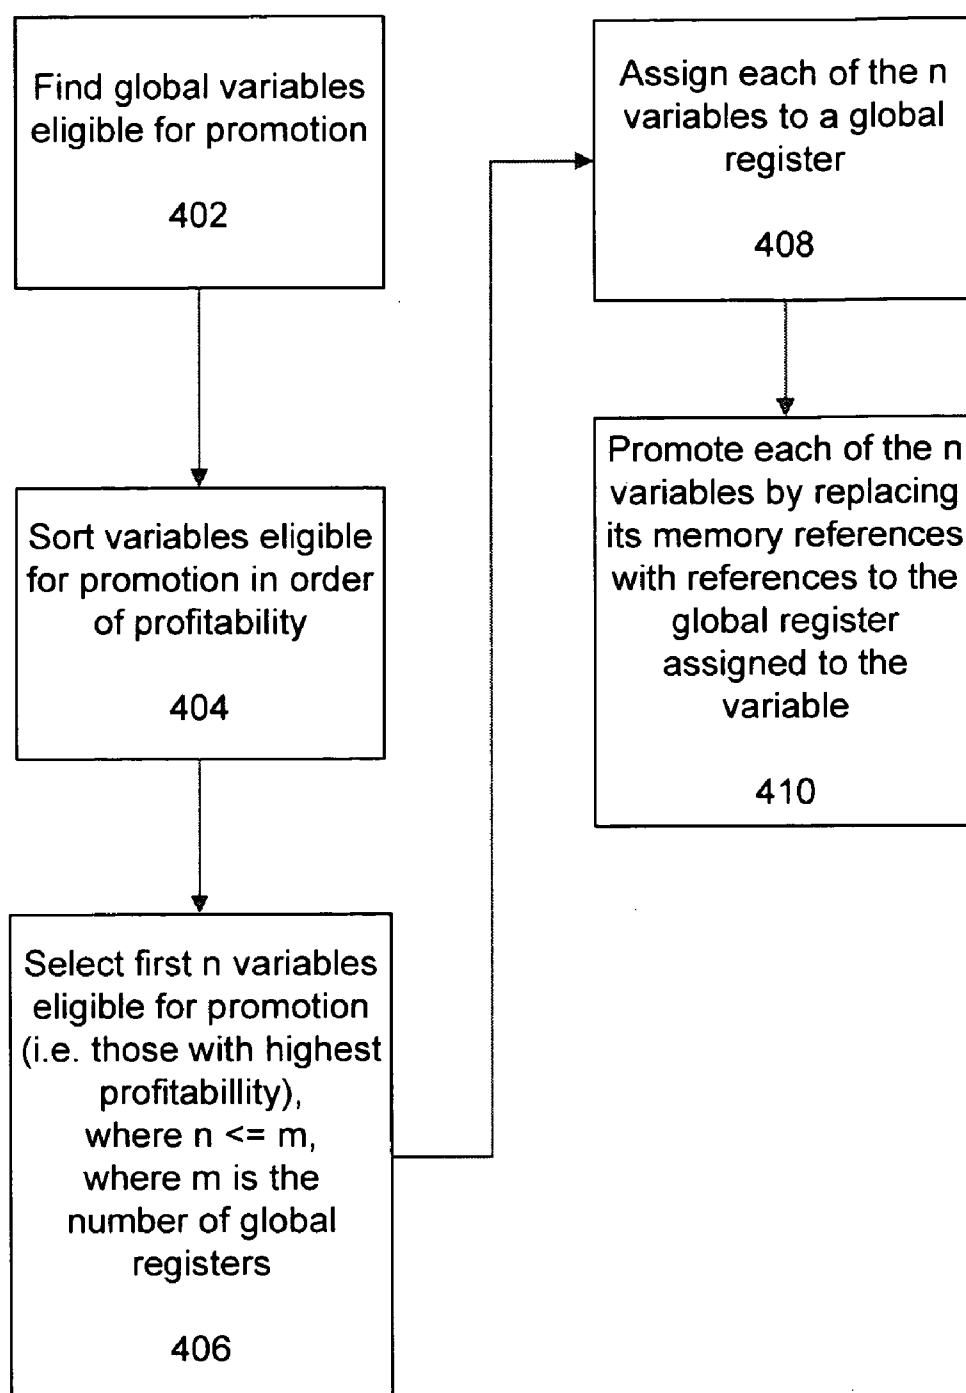 Find global variables
eligible for promotion
402
Sort variables eligible
for promotion in order
of profitability
404
Select first n variables
eligible for promotion
(i.e. those with highest
profitabillity),
where n <= m,
where m is the
number of global
registers
406
Assign each of the n
variables to a global
register
408
Promote each of the n
variables by replacing
its memory references
with references to the
global register
assigned to the
variable
410